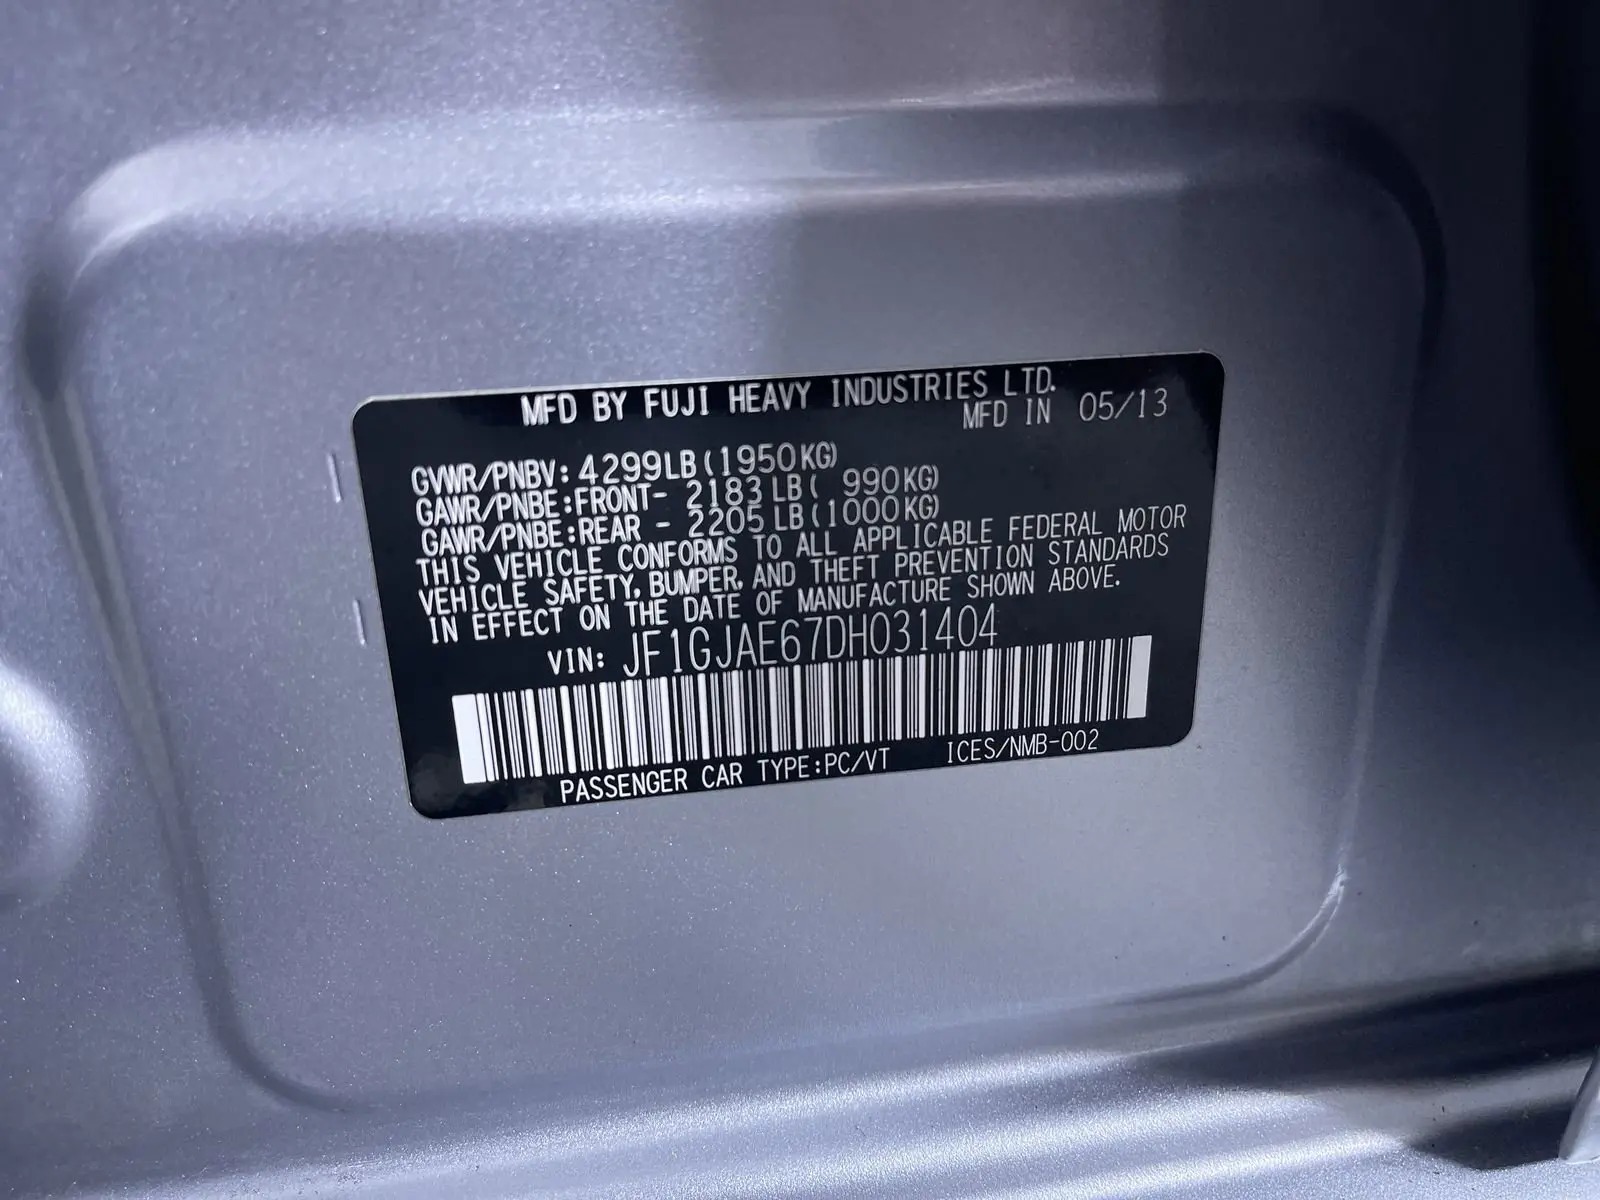 MFD BY FUJI HEAVY INDUSTRIES LTD.
MFD IN 05/13
GVWR/PNBV: 4299LB(1950KG)
GAWR/PNBE:FRONT- 2183LB( 990KG)
GAWR/PNBE:REAR - 2205LB(1000KG)
THIS VEHICLE CONFORMS TO ALL APPLICABLE FEDERAL MOTOR
VEHICLE SAFETY, BUMPER, AND THEFT PREVENTION STANDARDS
IN EFFECT ON THE DATE OF MANUFACTURE SHOWN ABOVE.
VIN: JF1GJAE67DH031404
PASSENGER CAR TYPE:PC/VT ICES/NMB-002